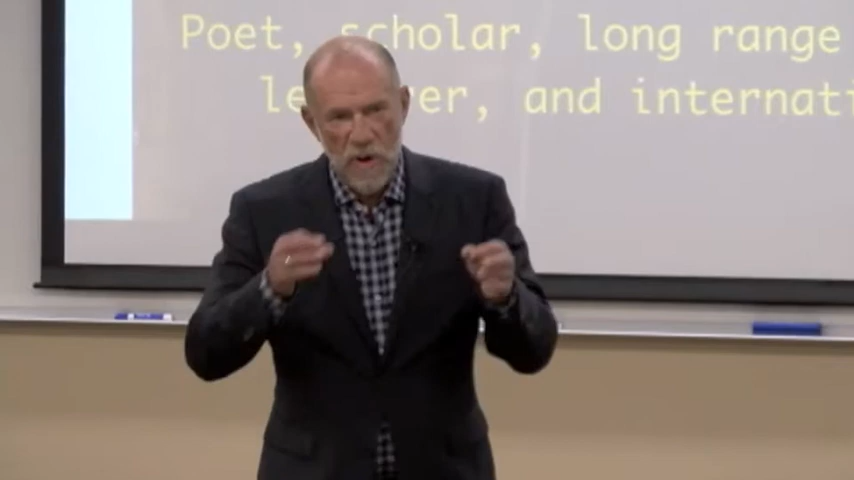 Poet, scholar, long range
and internati